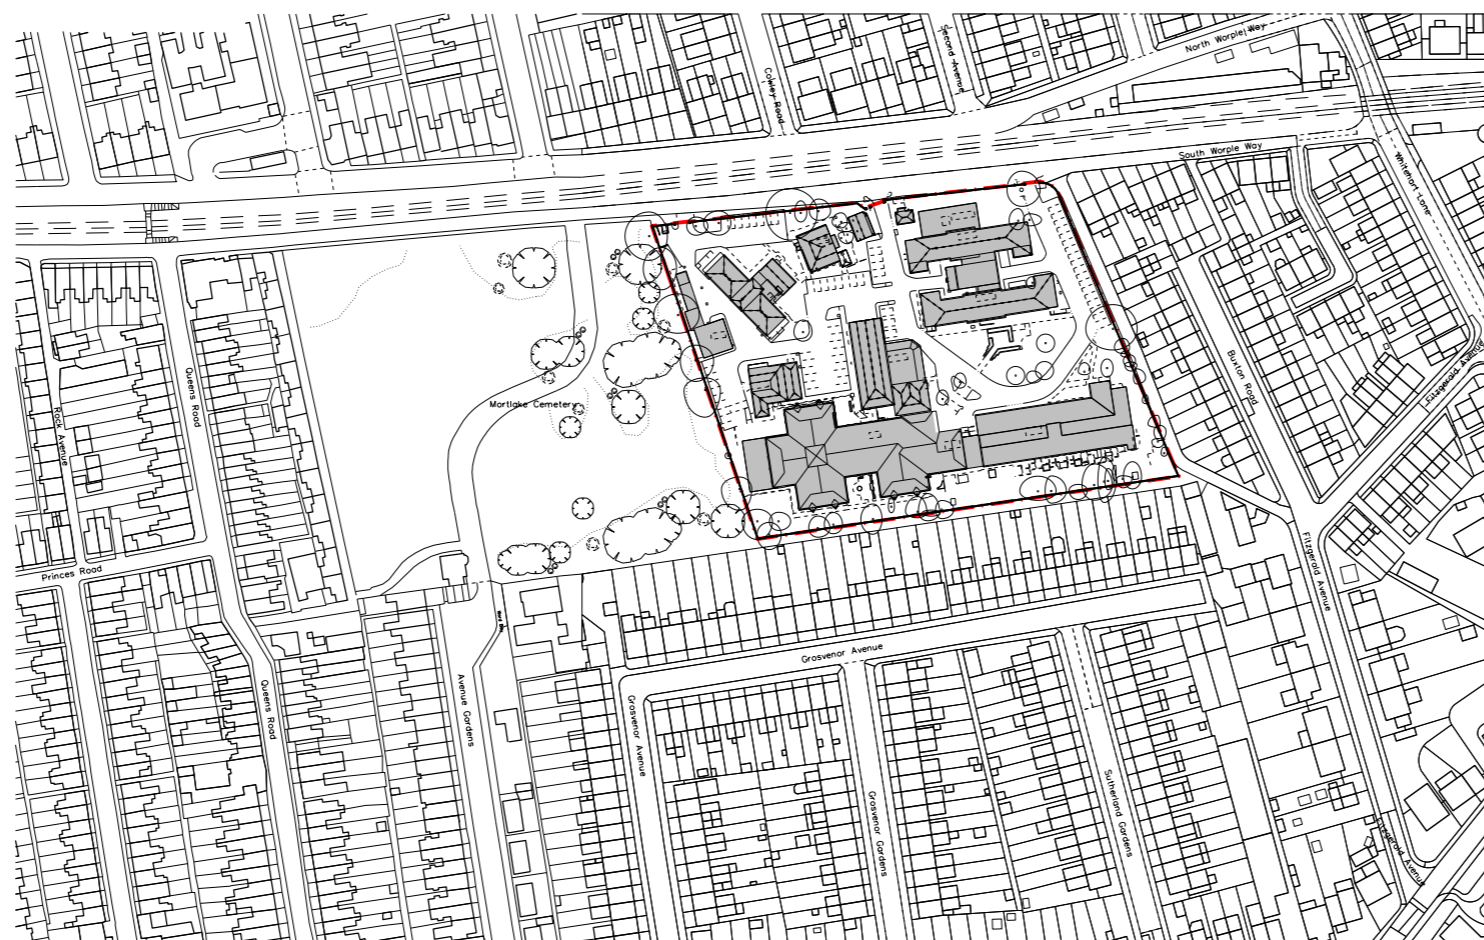 North Worple Way
Second Avenue
Cowley Road
South Worple Way
Whitehart Lane
Queens Road
Rock Avenue
Mortlake Cemetery
Buxton Road
Fitzgerald Avenue
Princes Road
Fitzgerald Avenue
Grosvenor Avenue
Queens Road
Avenue Gardens
Grosvenor Avenue
Grosvenor Gardens
Sutherland Gardens
Fitzgerald Avenue